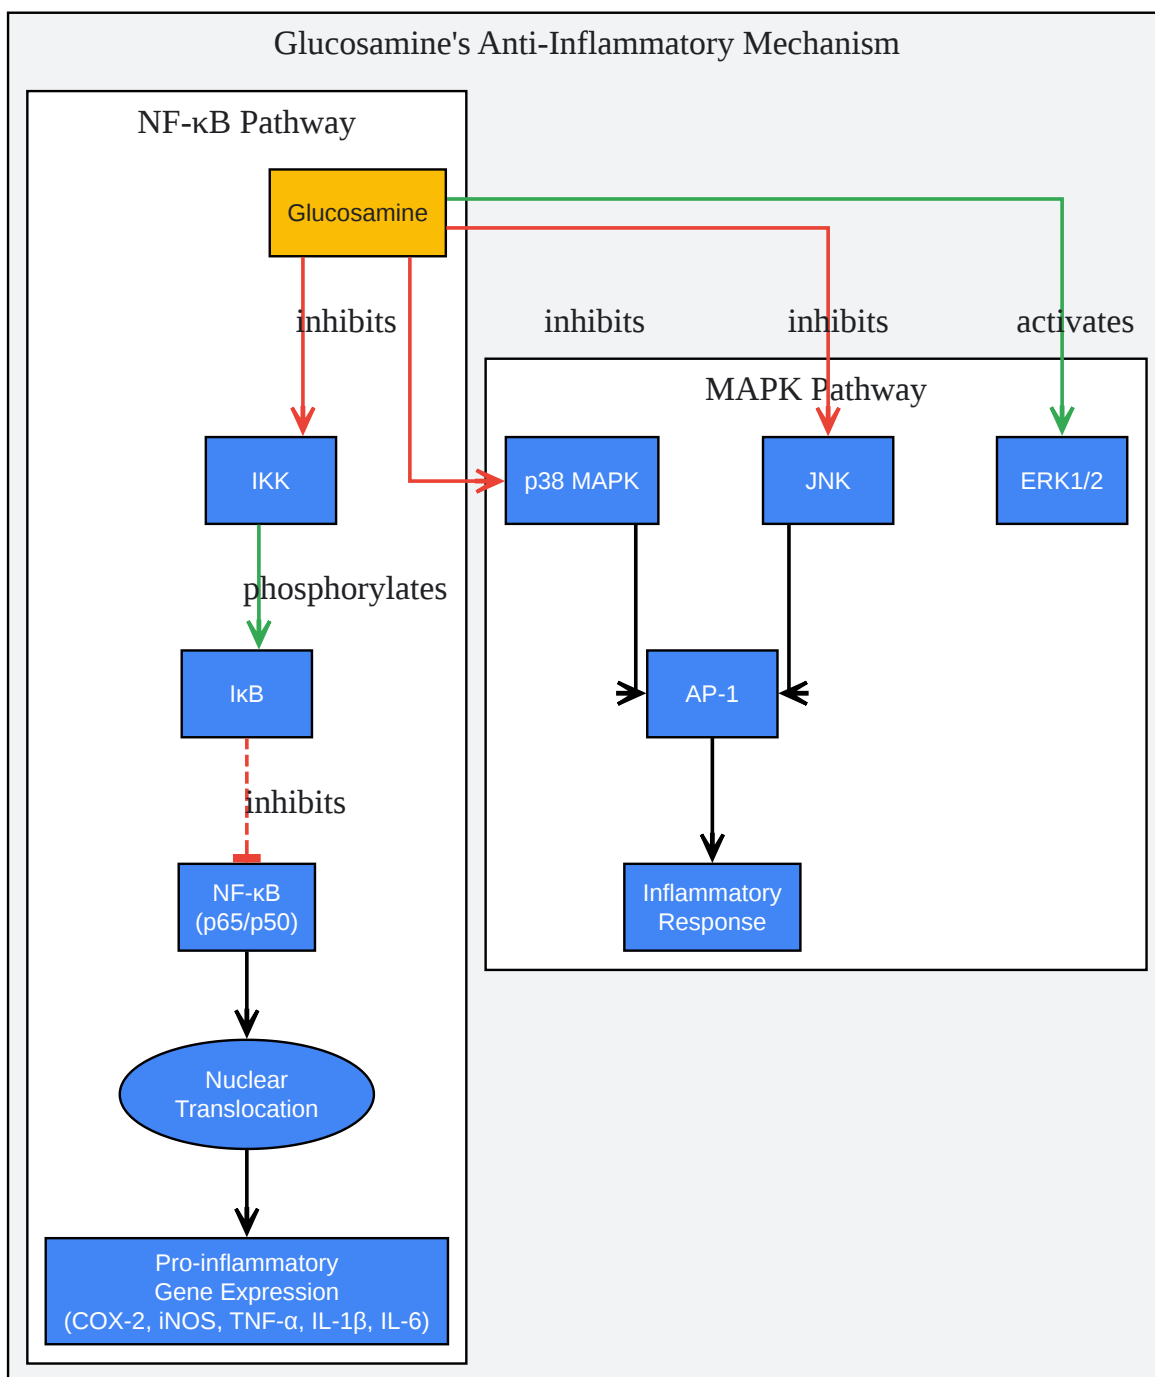 Glucosamine's Anti-Inflammatory Mechanism
NF-κB Pathway
Glucosamine
inhibits
inhibits
inhibits
activates
MAPK Pathway
IKK
p38 MAPK
JNK
ERK1/2
phosphorylates
IκB
AP-1
inhibits
NF-κB
(p65/p50)
Inflammatory
Response
Nuclear
Translocation
Pro-inflammatory
Gene Expression
(COX-2, iNOS, TNF-α, IL-1β, IL-6)